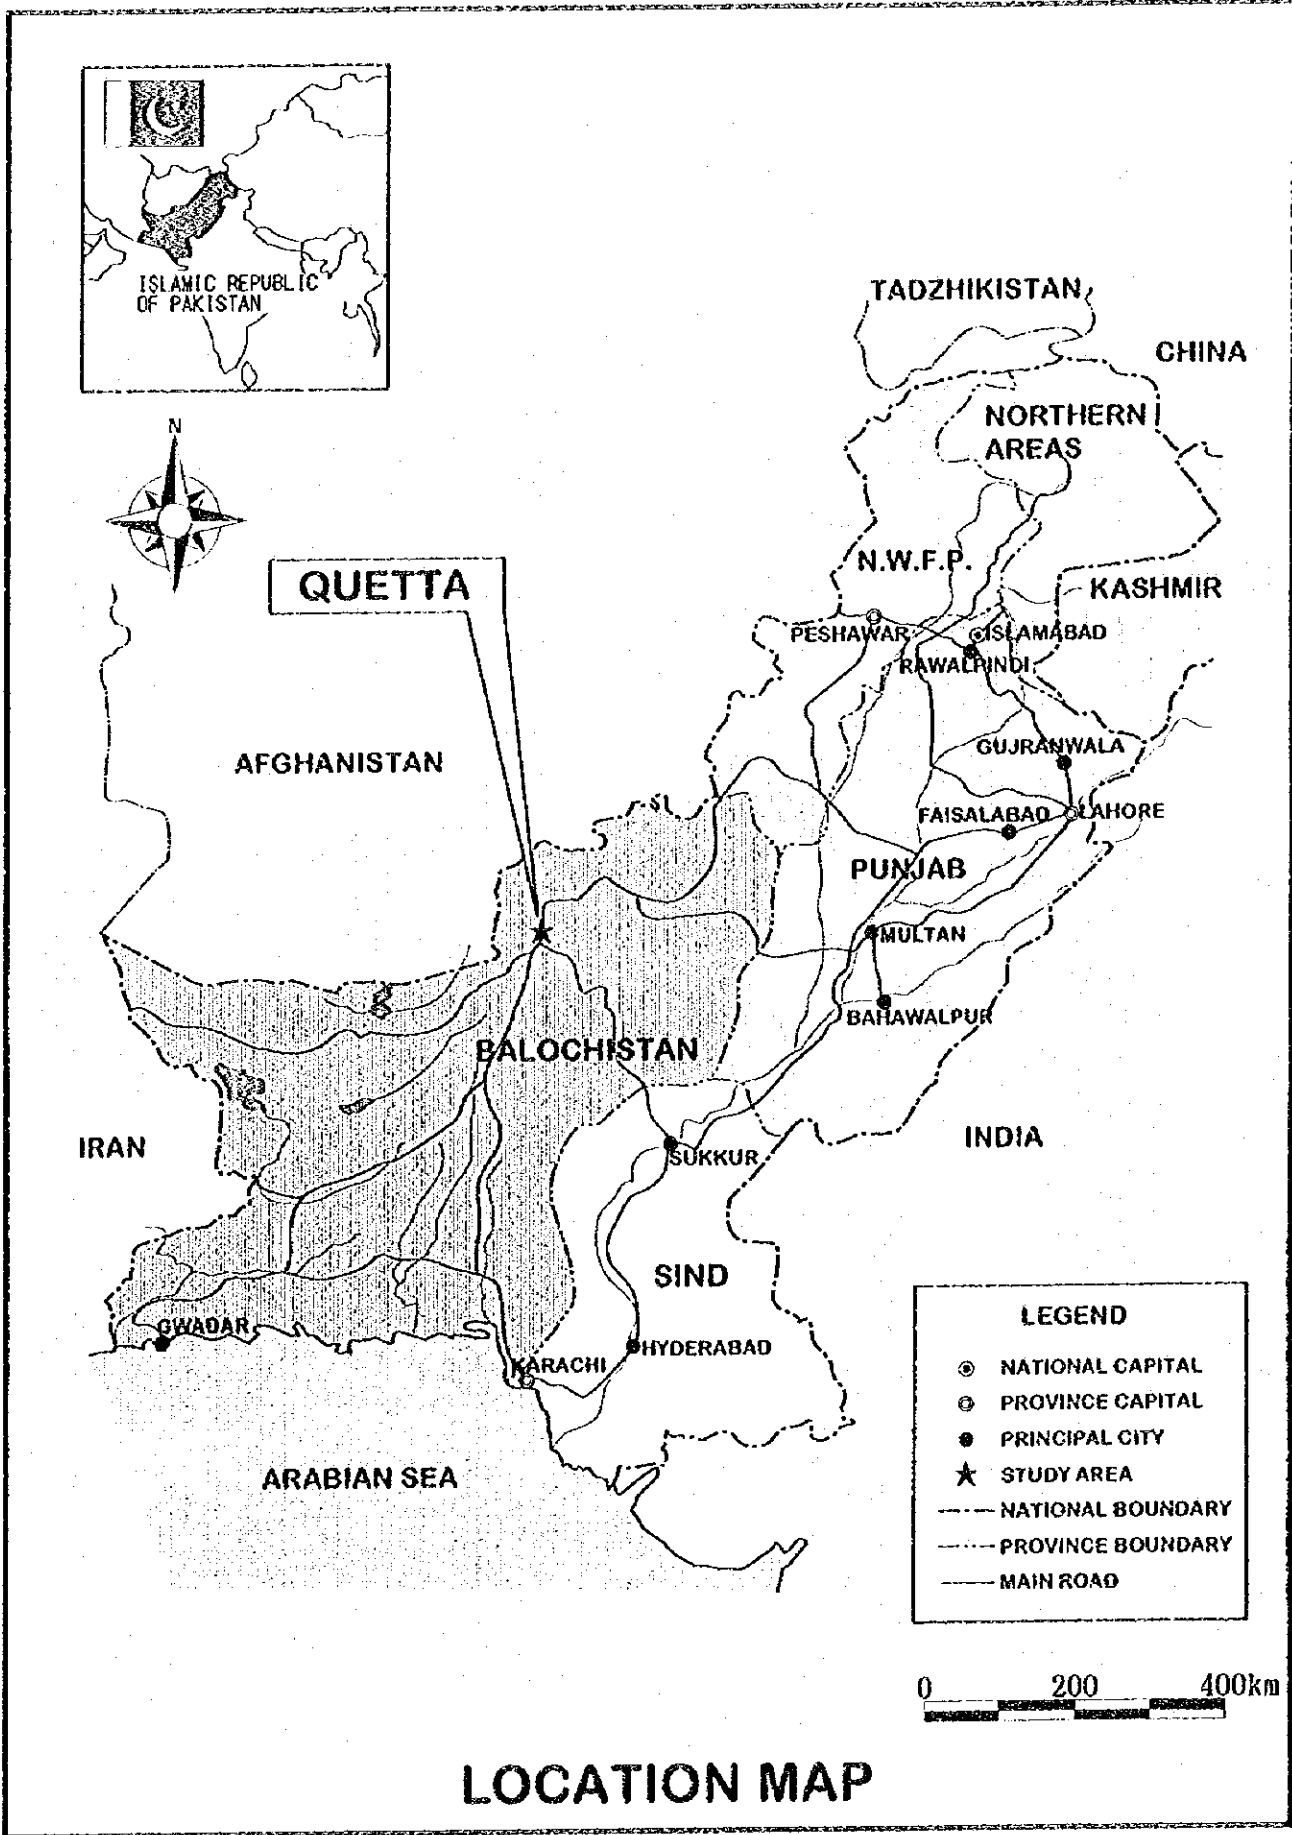 ISLAMIC REPUBLIC
OF PAKISTAN
TADZHIKISTAN
CHINA
NORTHERN
AREAS
N
N.W.F.P.
QUETTA
KASHMIR
PESHAWAR
ISLAMABAD
RAWALPINDI
AFGHANISTAN
GUJRANWALA
FAISALABAD
LAHORE
PUNJAB
MULTAN
BAHAWALPUR
BALOCHISTAN
IRAN
INDIA
SUKKUR
SIND
GWADAR
HYDERABAD
KARACHI
ARABIAN SEA
LEGEND
NATIONAL CAPITAL
PROVINCE CAPITAL
PRINCIPAL CITY
STUDY AREA
NATIONAL BOUNDARY
PROVINCE BOUNDARY
MAIN ROAD
0 200 400km
LOCATION MAP